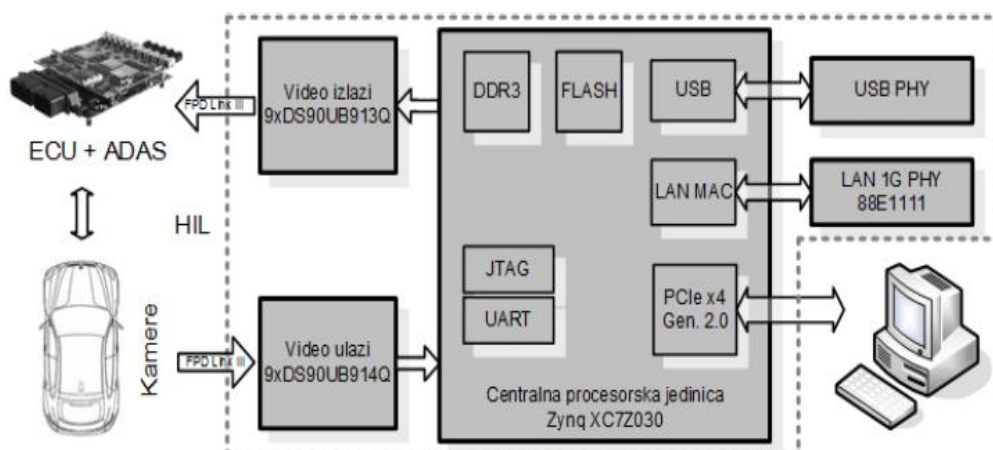 Video izlazi
9xDS90UB913Q
FPD Link III
ECU + ADAS
HIL
DDR3
FLASH
USB
USB PHY
LAN MAC
LAN 1G PHY
88E1111
JTAG
UART
PCIe x4
Gen. 2.0
Kamere
FPD Link III
Video ulazi
9xDS90UB914Q
Centralna procesorska jedinica
Zynq XC7Z030